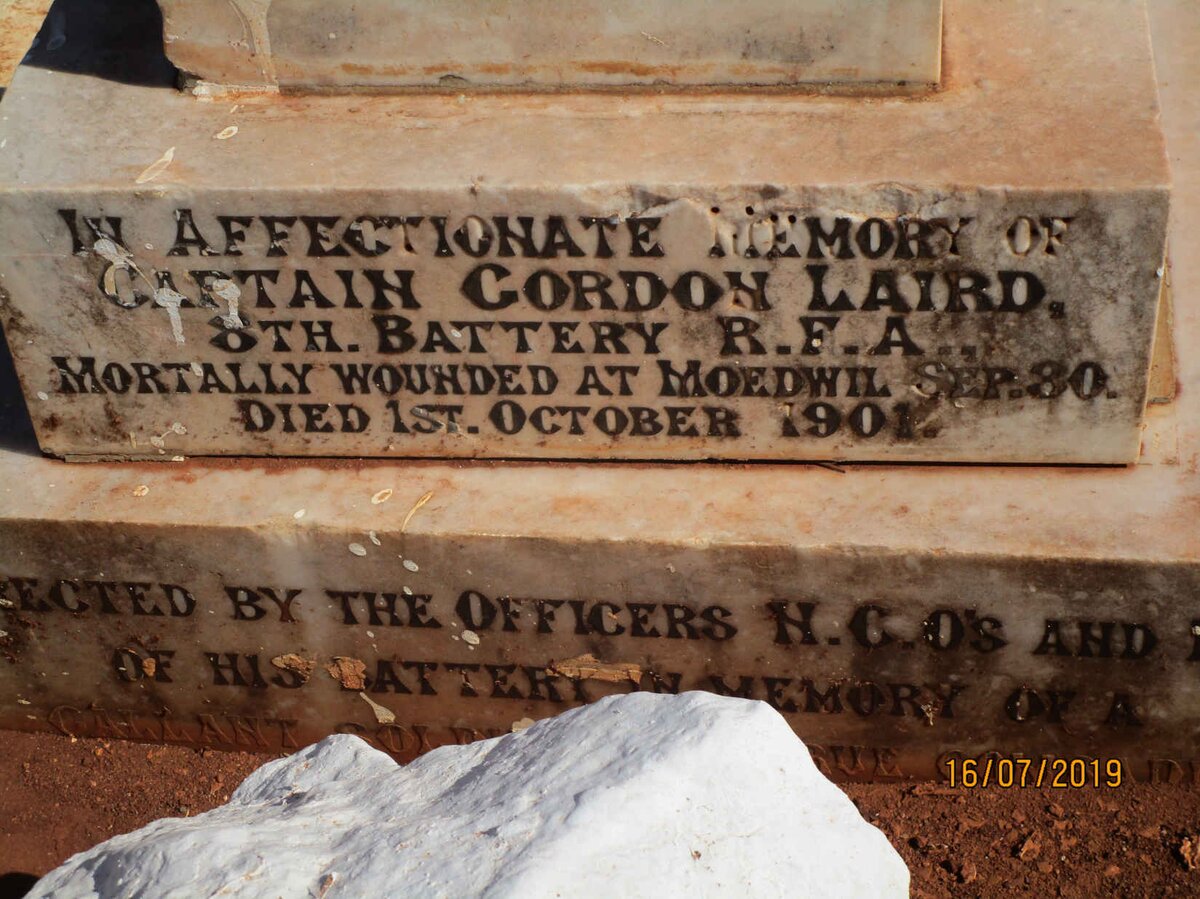 In Affectionate Memory of
Captain Gordon Laird,
8th. Battery R.F.A..,
Mortally wounded at Moedwil Sep. 30.
Died 1st. October 1901.
ected by the Officers N.C.O's and
of his Battery in memory of a
gallant
16/07/2019